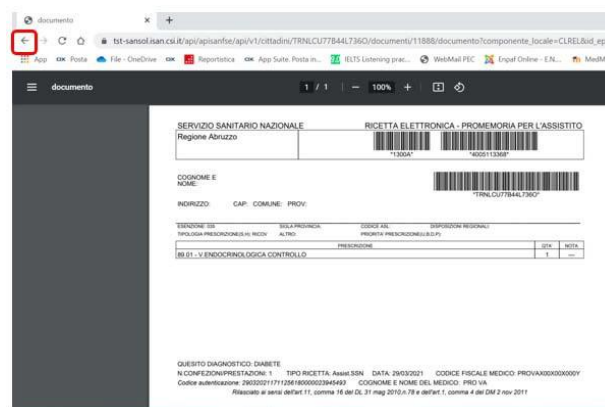 documento
tst-sansol.isan.csi.it/api/apisanfse/api/v1/cittadini/TRNLCU77B44L736O/documenti/11888/documento?componente_locale=CLREL&id_ep
App Posta File - OneDrive Reportistica App Suite. Posta in... IELTS Listening prac... WebMail PEC Enpaf Online - E.N... MedM
documento 1 / 1 100%
SERVIZIO SANITARIO NAZIONALE RICETTA ELETTRONICA - PROMEMORIA PER L'ASSISTITO
Regione Abruzzo
*1300A* *4005113368*
COGNOME E
NOME:
*TRNLCU77B44L736O*
INDIRIZZO: CAP: COMUNE: PROV:
ESENZIONE: 026 SIGLA PROVINCIA: CODICE ASL: DISPOSIZIONI REGIONALI:
TIPOLOGIA PRESCRIZIONE(S,H): RICOV ALTRO: PRIORITA' PRESCRIZIONE(U,B,D,P):
PRESCRIZIONE QTA' NOTA
89.01 - V.ENDOCRINOLOGICA CONTROLLO 1 ---
QUESITO DIAGNOSTICO: DIABETE
N.CONFEZIONI/PRESTAZIONI: 1 TIPO RICETTA: Assist.SSN DATA: 29/03/2021 CODICE FISCALE MEDICO: PROVAX00X00X000Y
Codice autenticazione: COGNOME E NOME DEL MEDICO: PRO VA
Rilasciato ai sensi dell'art.11, comma 16 del DL 31 mag 2010,n.78 e dell'art.1, comma 4 del DM 2 nov 2011